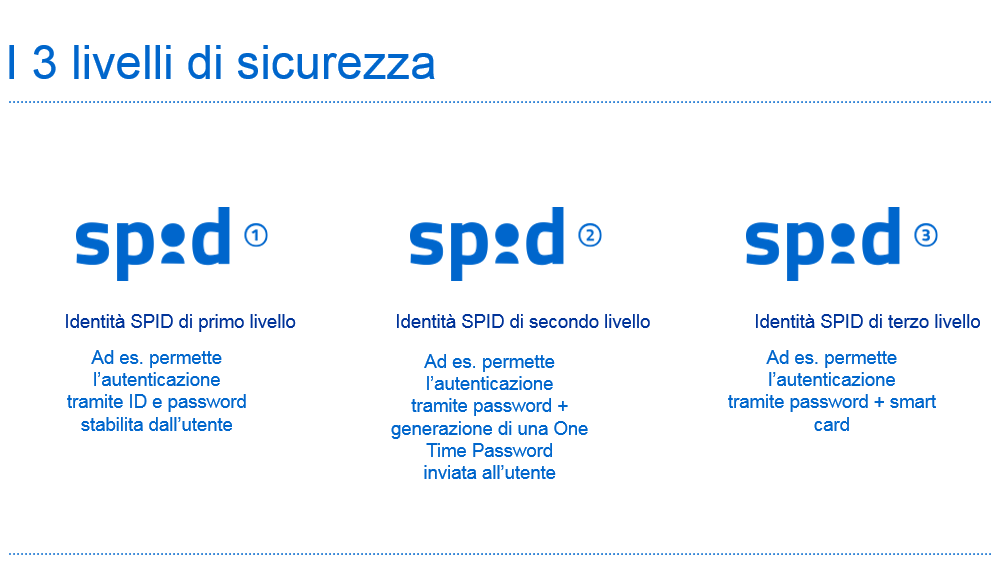 I 3 livelli di sicurezza
spid 1
spid 2
spid 3
Identità SPID di primo livello
Ad es. permette
l’autenticazione
tramite ID e password
stabilita dall’utente
Identità SPID di secondo livello
Ad es. permette
l’autenticazione
tramite password +
generazione di una One
Time Password
inviata all’utente
Identità SPID di terzo livello
Ad es. permette
l’autenticazione
tramite password + smart
card